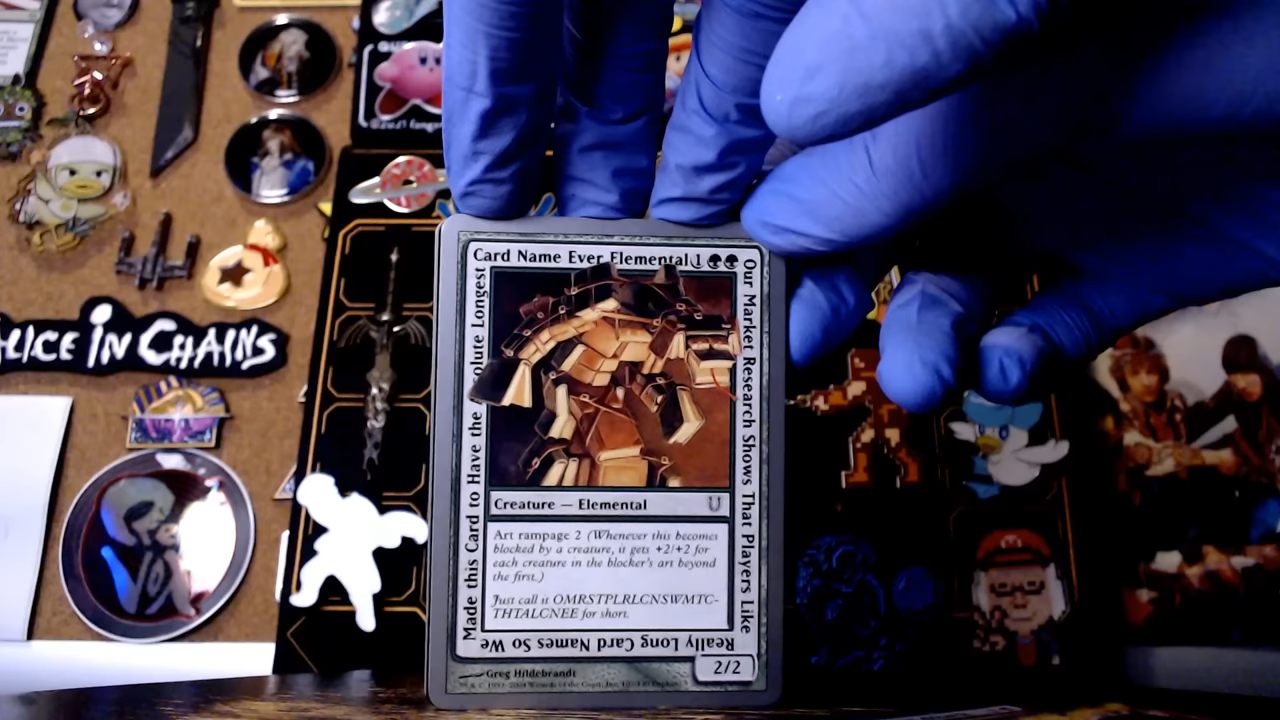 ©2021
ALICE IN CHAINS
Card Name Ever Elemental 1
Our Market Research Shows That Players Like
Really Long Card Names So We
Made this Card to Have the
olute Longest
Creature — Elemental
Art rampage 2 (Whenever this becomes
blocked by a creature, it gets +2/+2 for
each creature in the blocker's art beyond
the first.)
Just call it OMRSTPLRLCNSWMTC-
THTALCNEE for short.
2/2
Greg Hildebrandt